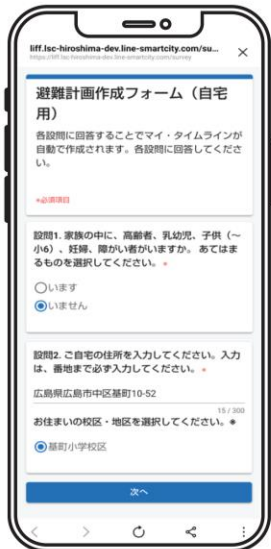 liff.lsc-hiroshima-dev.line-smartcity.com/su...
https://liff.lsc-hiroshima-dev.line-smartcity.com/survey
避難計画作成フォーム（自宅
用）
各設問に回答することでマイ・タイムラインが
自動で作成されます。各設問に回答してくださ
い。
*必須項目
設問1. 家族の中に、高齢者、乳幼児、子供（～
小6）、妊婦、障がい者がいますか。 あてはま
るものを選択してください。*
います
いません
設問2. ご自宅の住所を入力してください。入力
は、番地まで必ず入力してください。*
広島県広島市中区基町10-52
15 / 300
お住まいの校区・地区を選択してください。*
基町小学校区
次へ